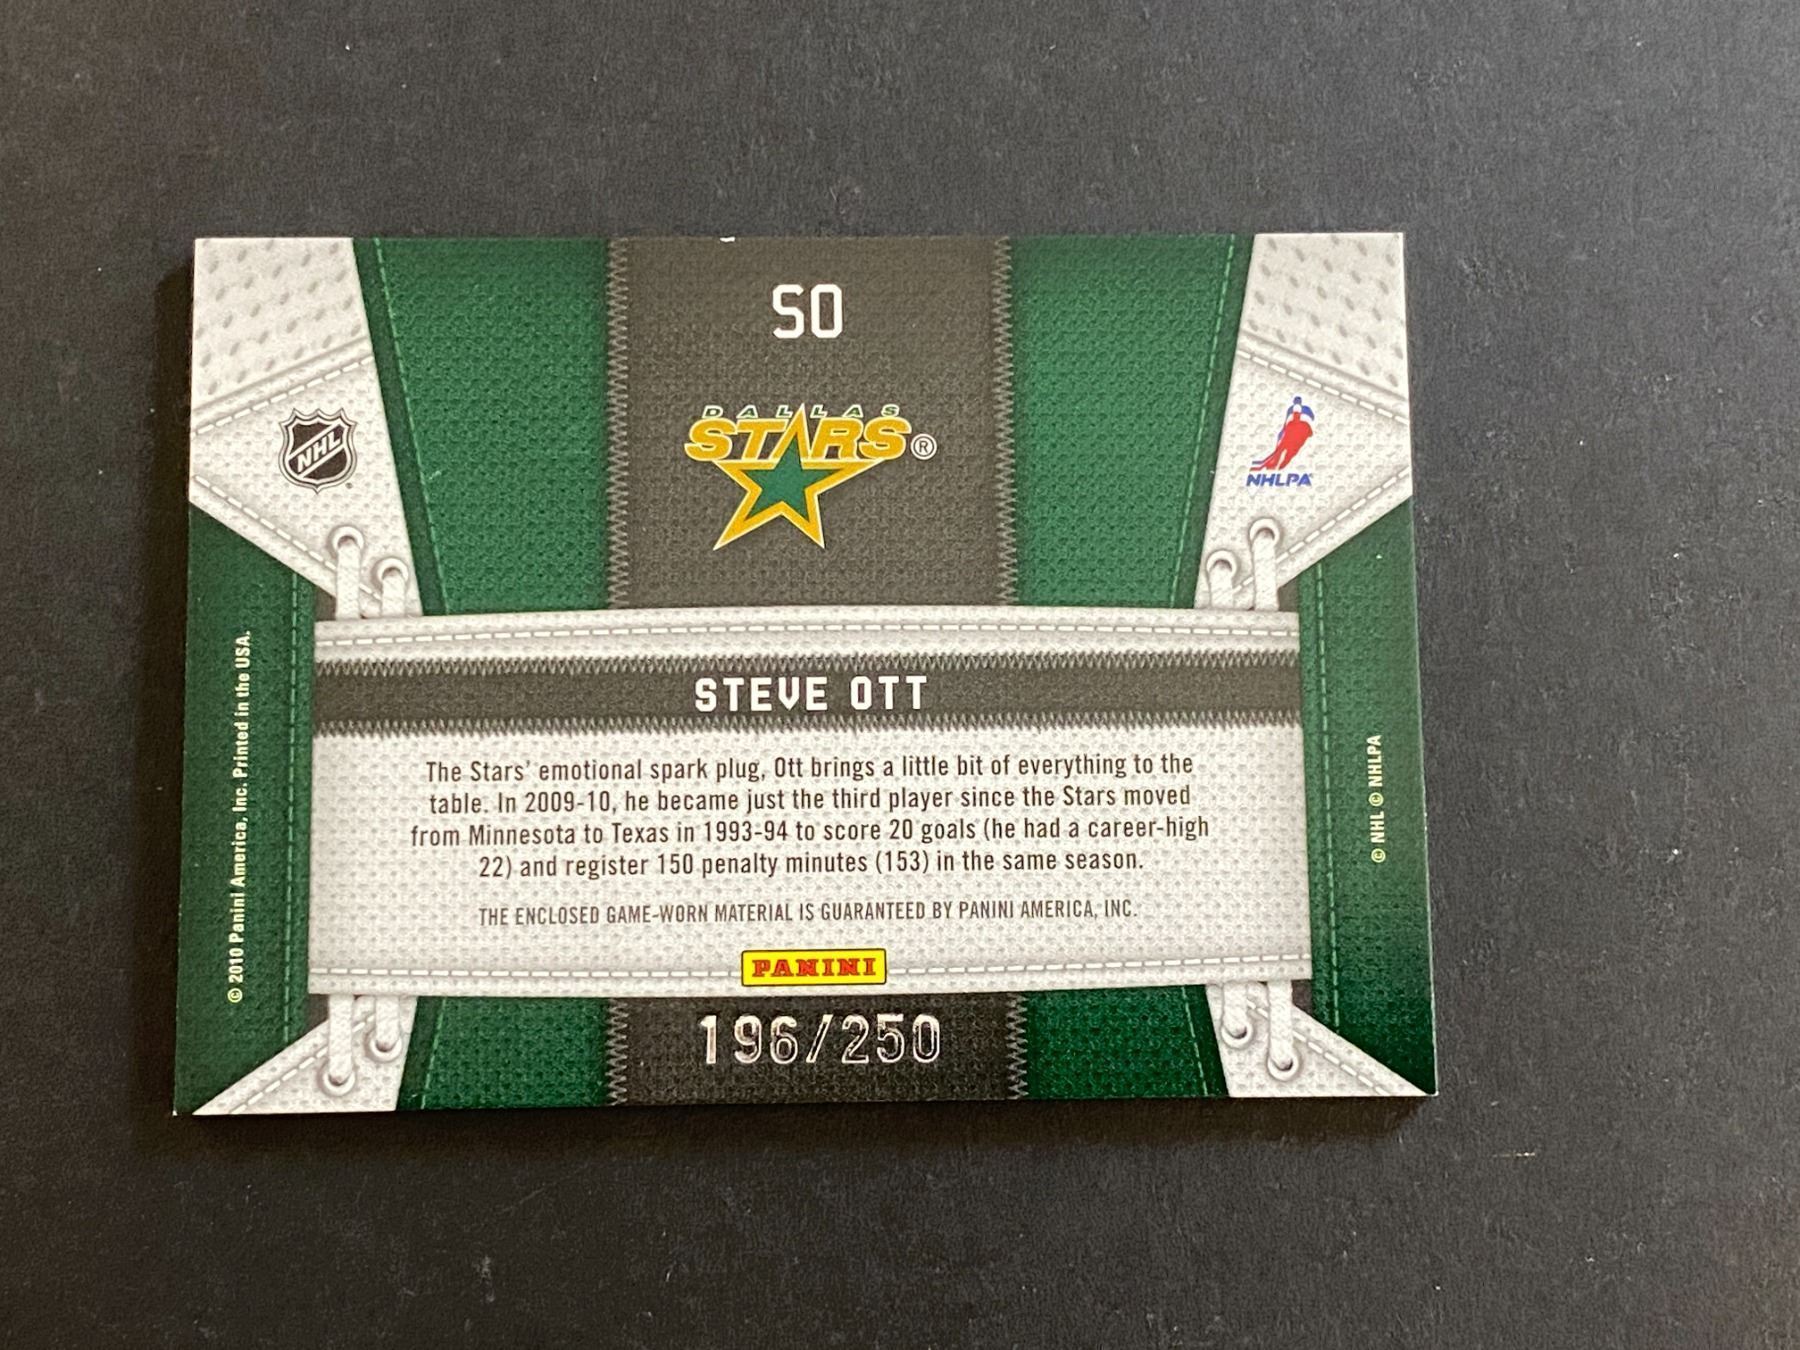 SO
DALLAS
STARS®
NHL
NHLPA
STEVE OTT
The Stars' emotional spark plug, Ott brings a little bit of everything to the
table. In 2009-10, he became just the third player since the Stars moved
from Minnesota to Texas in 1993-94 to score 20 goals (he had a career-high
22) and register 150 penalty minutes (153) in the same season.
THE ENCLOSED GAME-WORN MATERIAL IS GUARANTEED BY PANINI AMERICA, INC.
PANINI
196/250
© 2010 Panini America, Inc. Printed in the USA.
© NHL © NHLPA